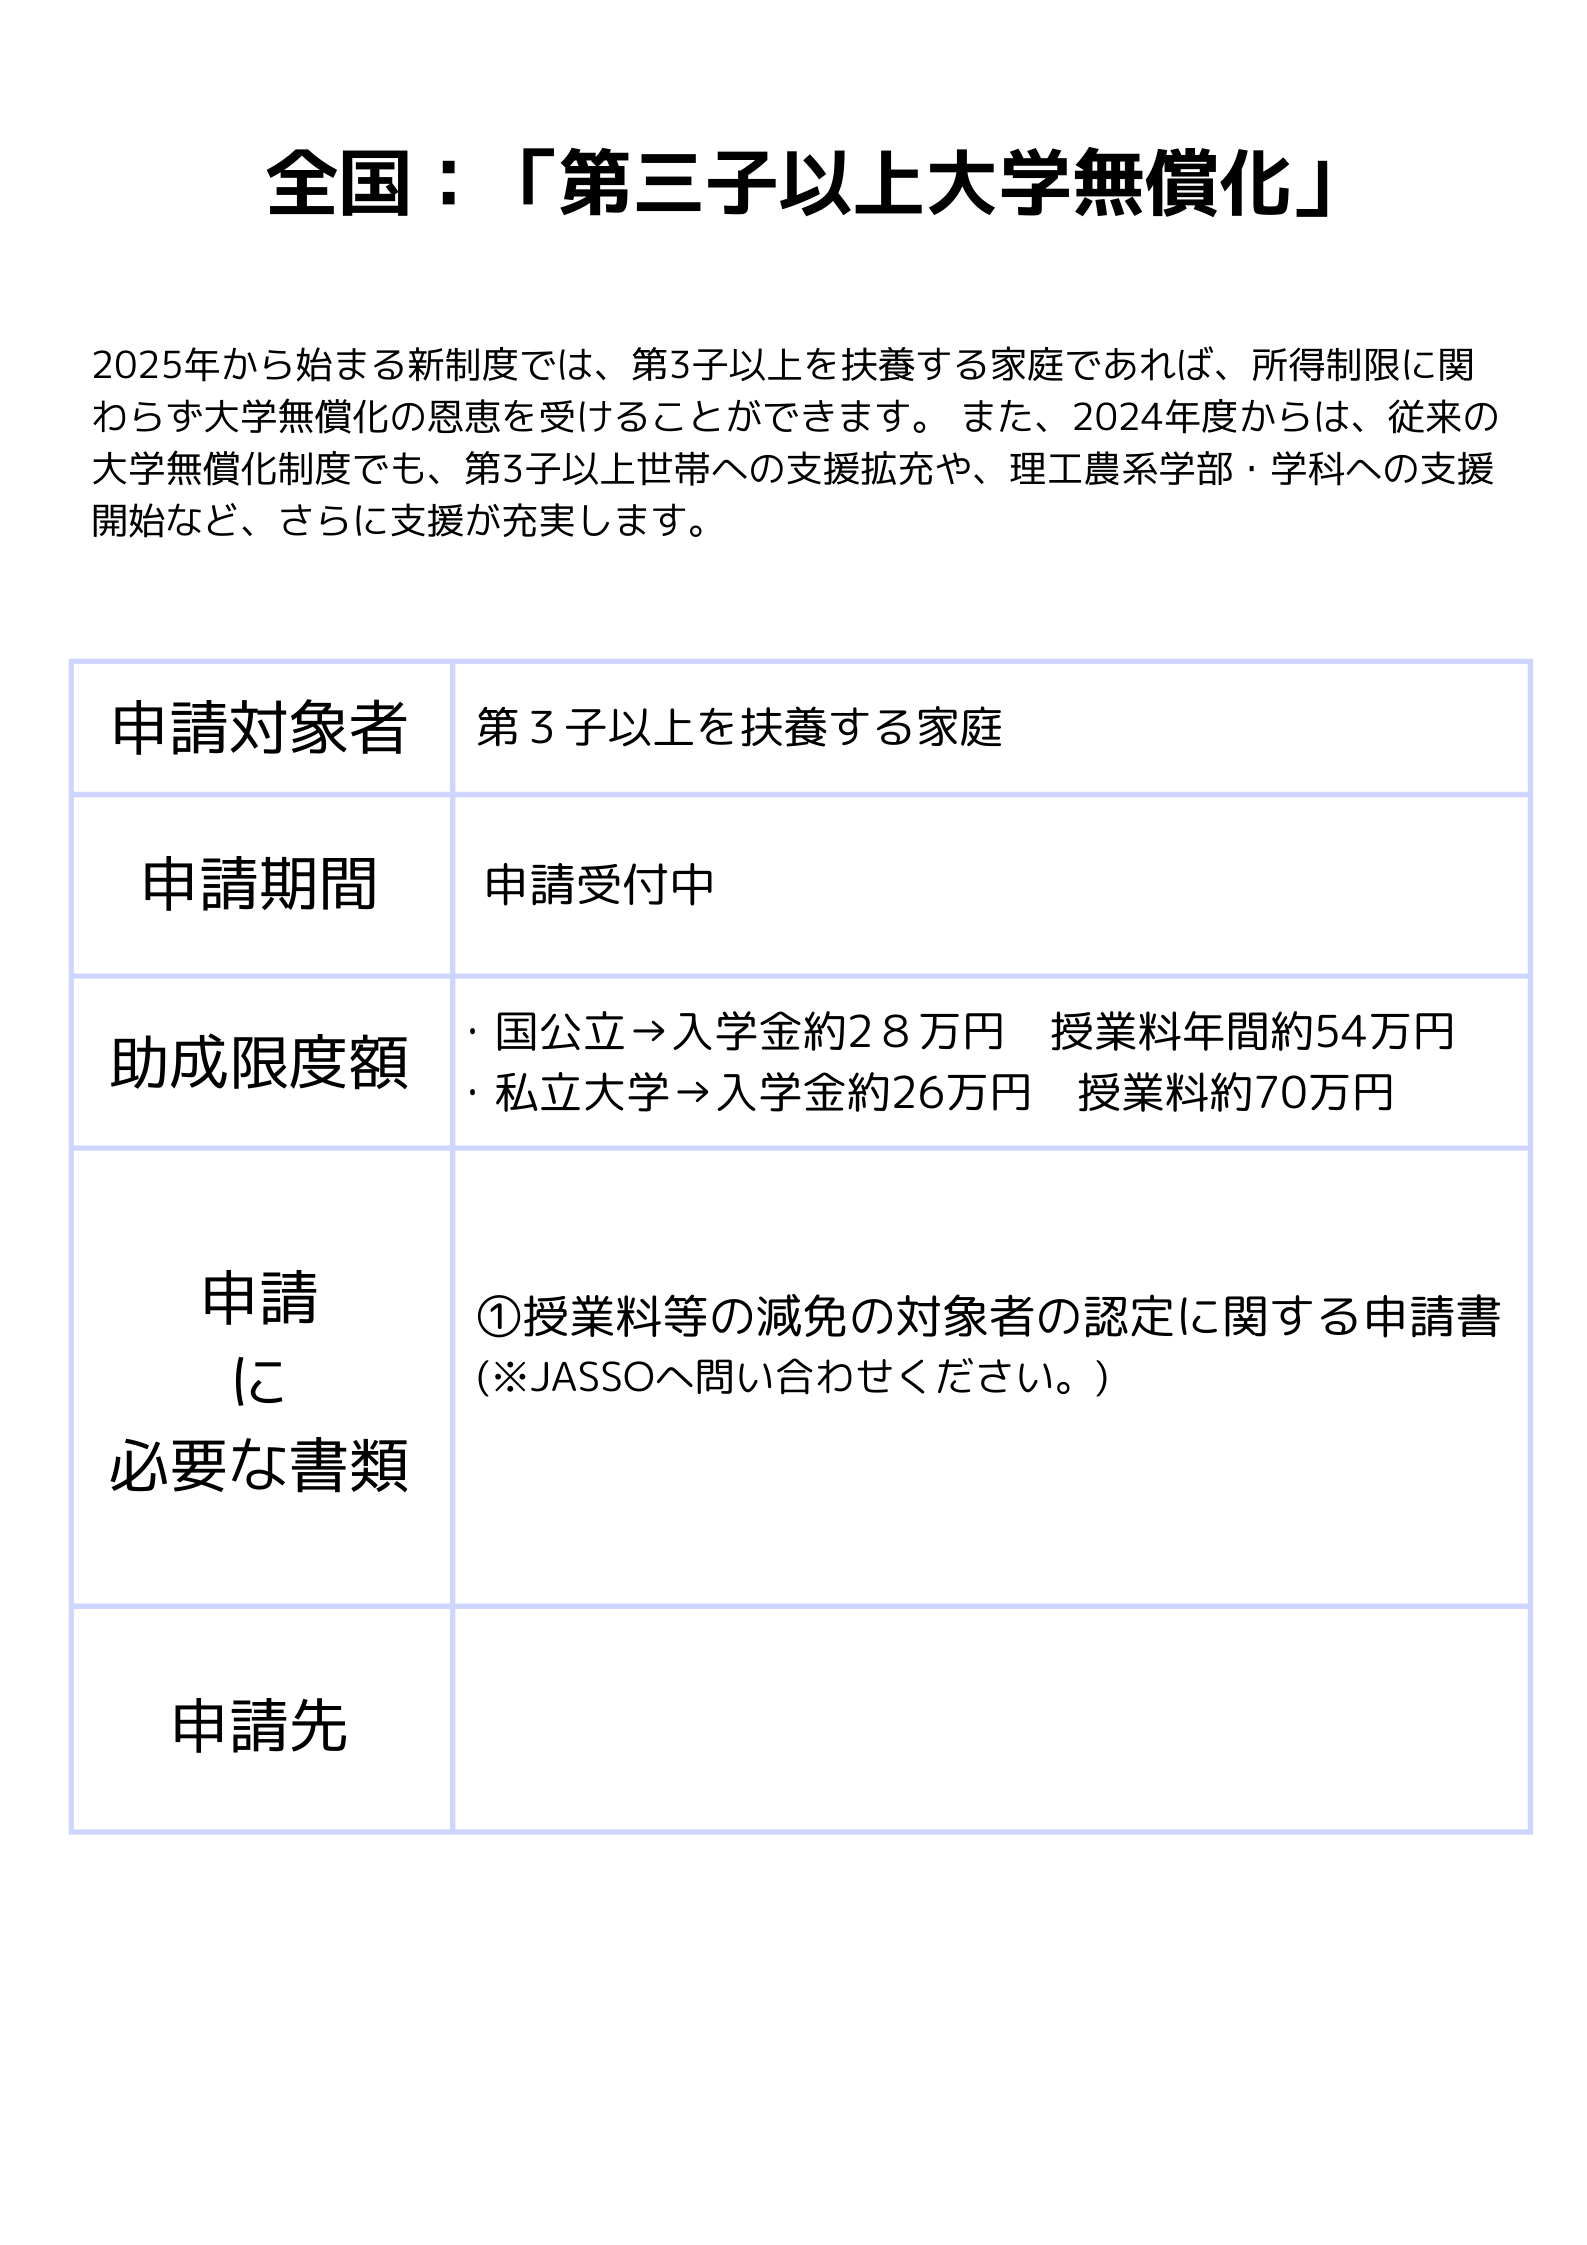 全国：「第三子以上大学無償化」
2025年から始まる新制度では、第3子以上を扶養する家庭であれば、所得制限に関
わらず大学無償化の恩恵を受けることができます。 また、2024年度からは、従来の
大学無償化制度でも、第3子以上世帯への支援拡充や、理工農系学部・学科への支援
開始など、さらに支援が充実します。
申請対象者
第３子以上を扶養する家庭
申請期間
申請受付中
助成限度額
・国公立→入学金約2８万円　授業料年間約54万円
・私立大学→入学金約26万円　授業料約70万円
申請
に
必要な書類
①授業料等の減免の対象者の認定に関する申請書
(※JASSOへ問い合わせください。)
申請先